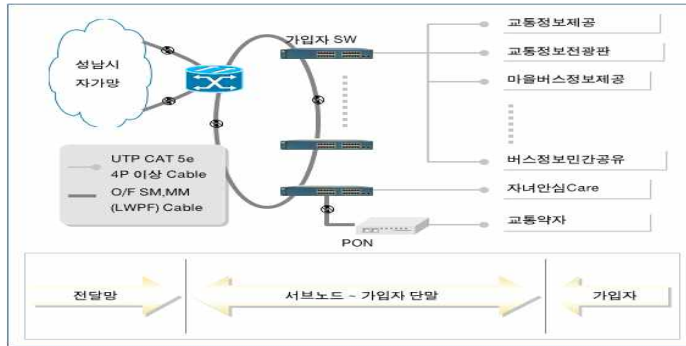 가입자 SW
성남시
자가망
교통정보제공
교통정보전광판
마을버스정보제공
버스정보민간공유
자녀안심Care
교통약자
UTP CAT 5e
4P 이상 Cable
O/F SM,MM
(LWPF) Cable
PON
전달망
서브노드 ~ 가입자 단말
가입자